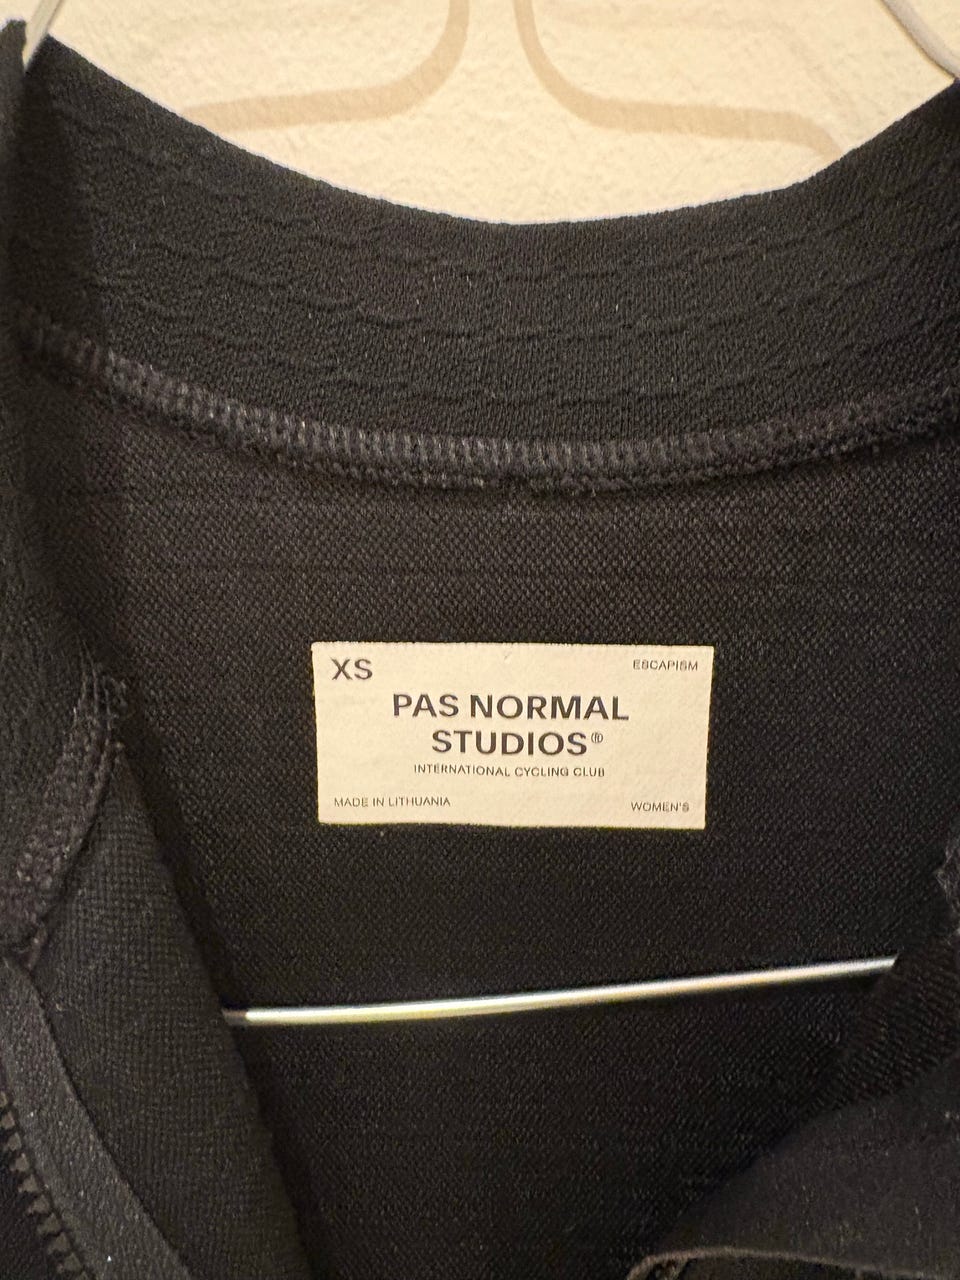 XS
ESCAPISM
PAS NORMAL
STUDIOS®
INTERNATIONAL CYCLING CLUB
MADE IN LITHUANIA
WOMEN'S